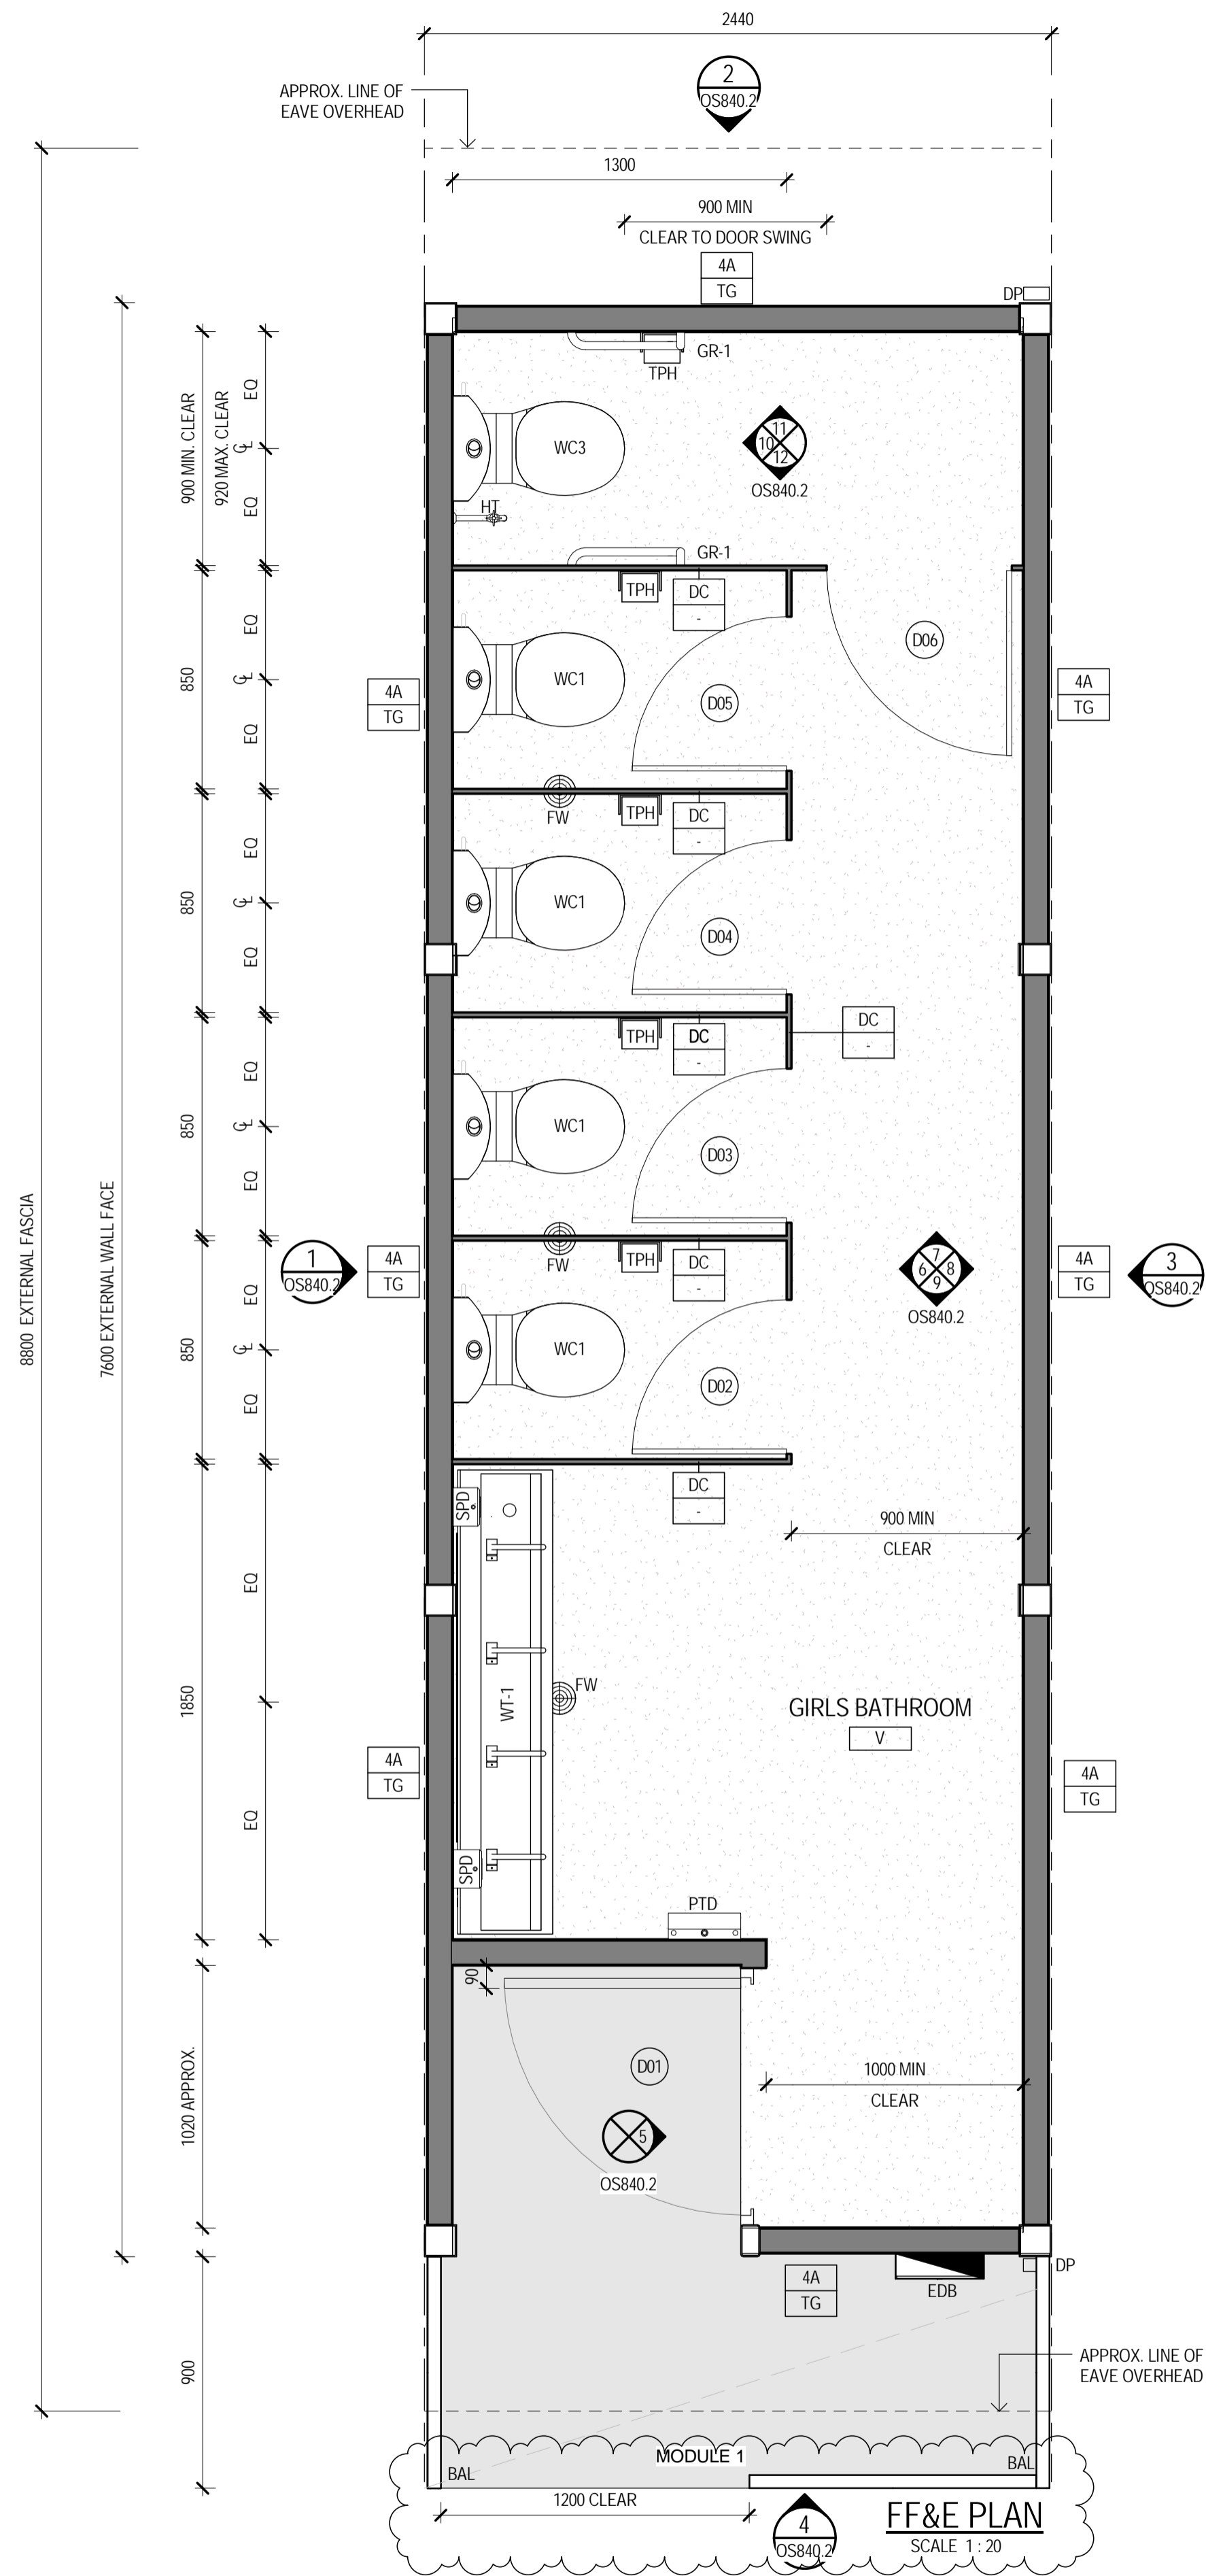 2440
APPROX. LINE OF
EAVE OVERHEAD
2
OS840.2
1300
900 MIN
CLEAR TO DOOR SWING
4A
TG
DP
GR-1
TPH
WC3
11
10
12
OS840.2
HT
GR-1
900 MIN. CLEAR
920 MAX. CLEAR
EQ
CL
EQ
TPH
DC
-
D06
WC1
D05
4A
TG
4A
TG
850
EQ
CL
EQ
FW
TPH
DC
-
WC1
D04
850
EQ
CL
EQ
TPH
DC
-
DC
-
WC1
D03
850
EQ
CL
EQ
8800 EXTERNAL FASCIA
7600 EXTERNAL WALL FACE
1
OS840.2
4A
TG
FW
TPH
DC
-
7
6
8
9
OS840.2
4A
TG
3
OS840.2
WC1
D02
850
EQ
CL
EQ
DC
-
SPD
900 MIN
CLEAR
EQ
1850
EQ
WT-1
FW
GIRLS BATHROOM
V
4A
TG
4A
TG
SPD
PTD
90
D01
1000 MIN
CLEAR
1020 APPROX.
5
OS840.2
4A
TG
EDB
DP
900
APPROX. LINE OF
EAVE OVERHEAD
MODULE 1
BAL
BAL
1200 CLEAR
4
OS840.2
FF&E PLAN
SCALE 1 : 20